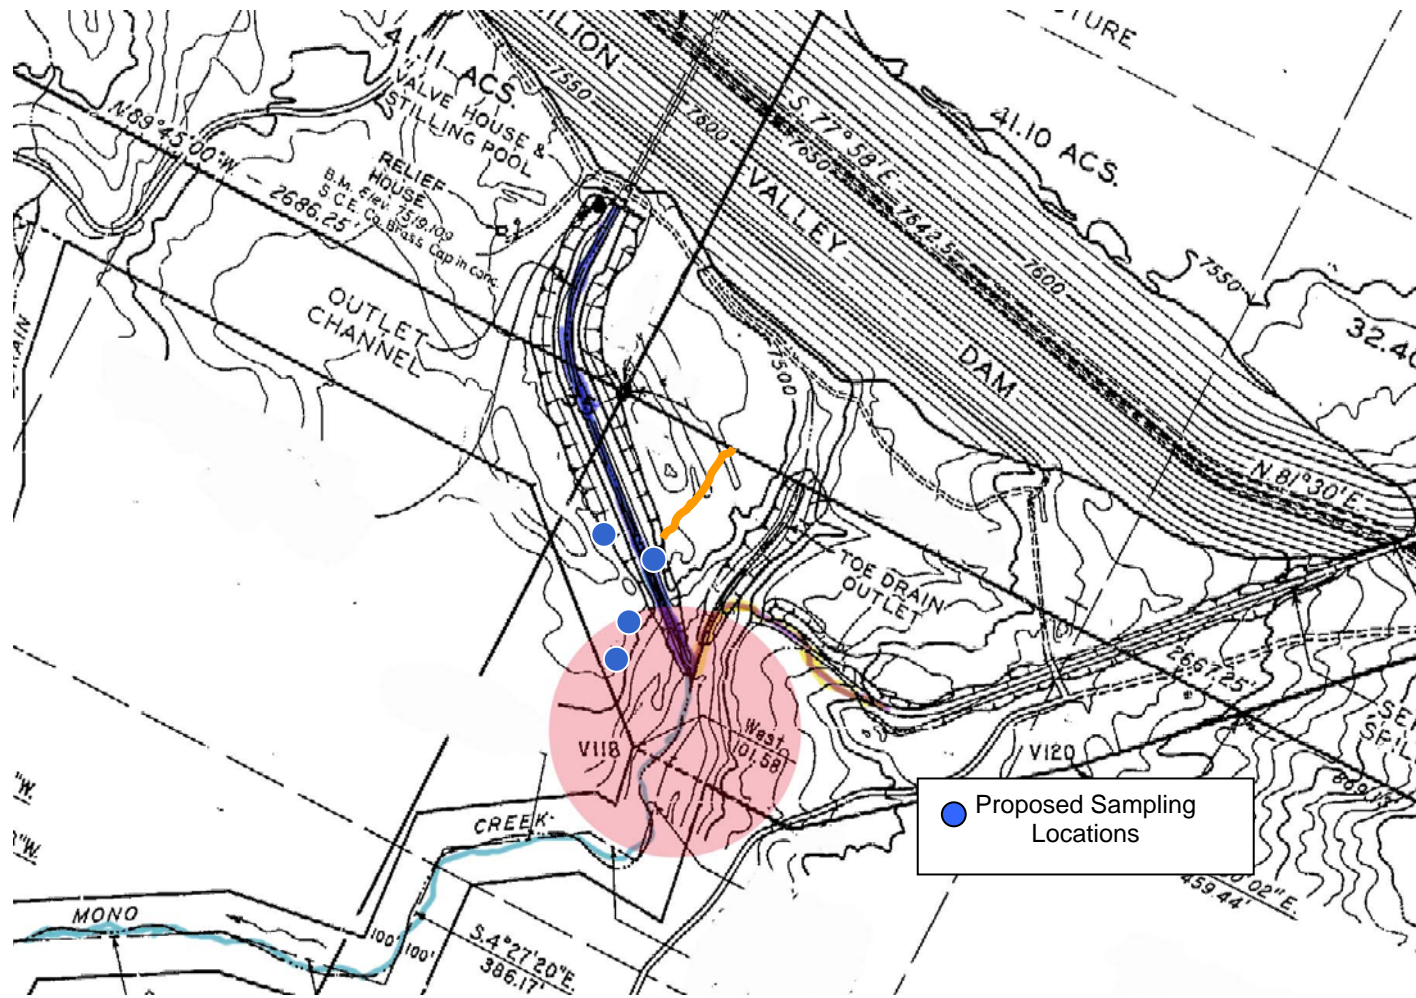 41.11 ACS.
VALVE HOUSE &
STILLING POOL
RELIEF
HOUSE
B.M. Elev. 7519.109
S.C.E. Co. Brass Cap in conc.
N.89°45'00"W. — 2686.25'
OUTLET
CHANNEL
7550
7600
VALLEY
DAM
S.77°58'E.
7650
7642.5
7600
7550
41.10 ACS.
N.81°30'E.
7500
TOE DRAIN
OUTLET
2667.25'
V118
West
101.58'
V120
CREEK
MONO
100' 100'
S.4°27'20"E.
386.17'
459.44'
"W.
Proposed Sampling
Locations